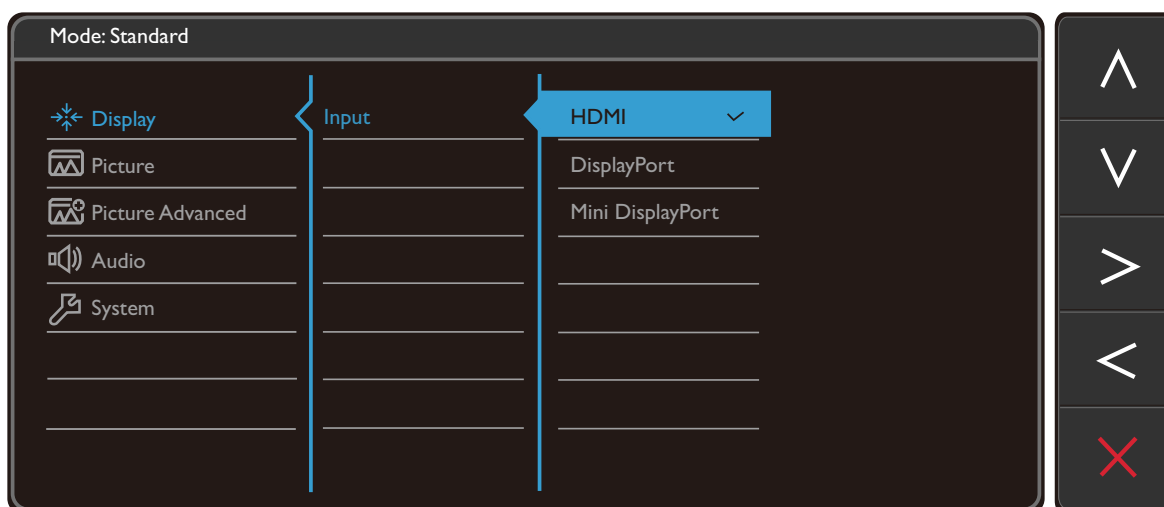 Mode: Standard
Display
Input
HDMI
Picture
DisplayPort
Picture Advanced
Mini DisplayPort
Audio
System